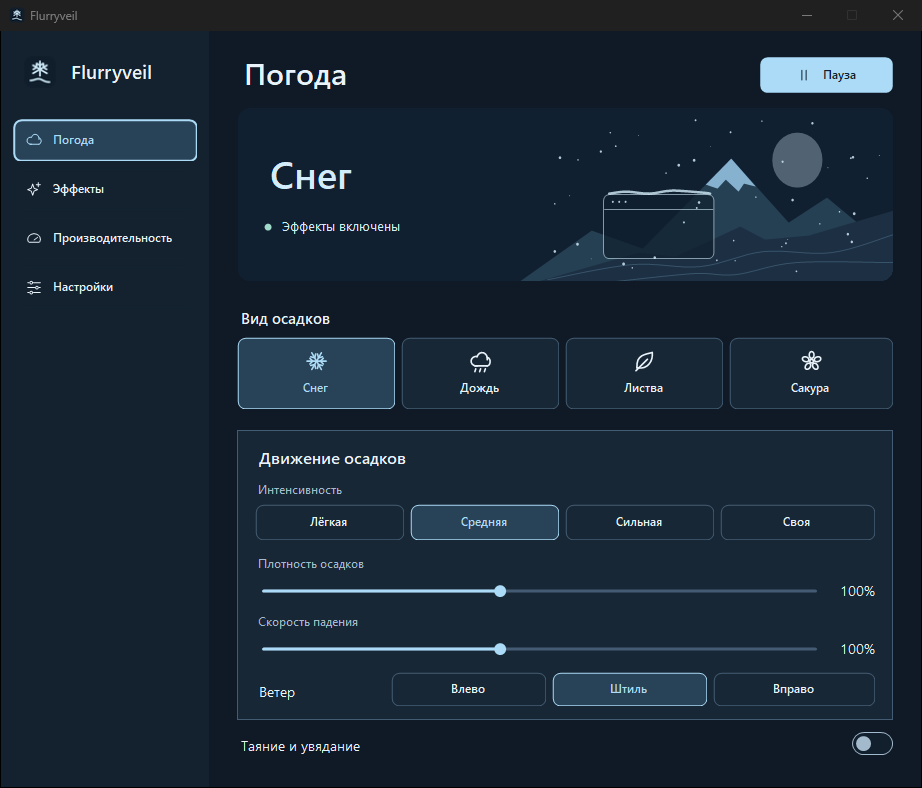 Flurryveil
Flurryveil
Погода
Эффекты
Производительность
Настройки
Погода
Пауза
Снег
Эффекты включены
Вид осадков
Снег
Дождь
Листва
Сакура
Движение осадков
Интенсивность
Лёгкая
Средняя
Сильная
Своя
Плотность осадков
100%
Скорость падения
100%
Ветер
Влево
Штиль
Вправо
Таяние и увядание